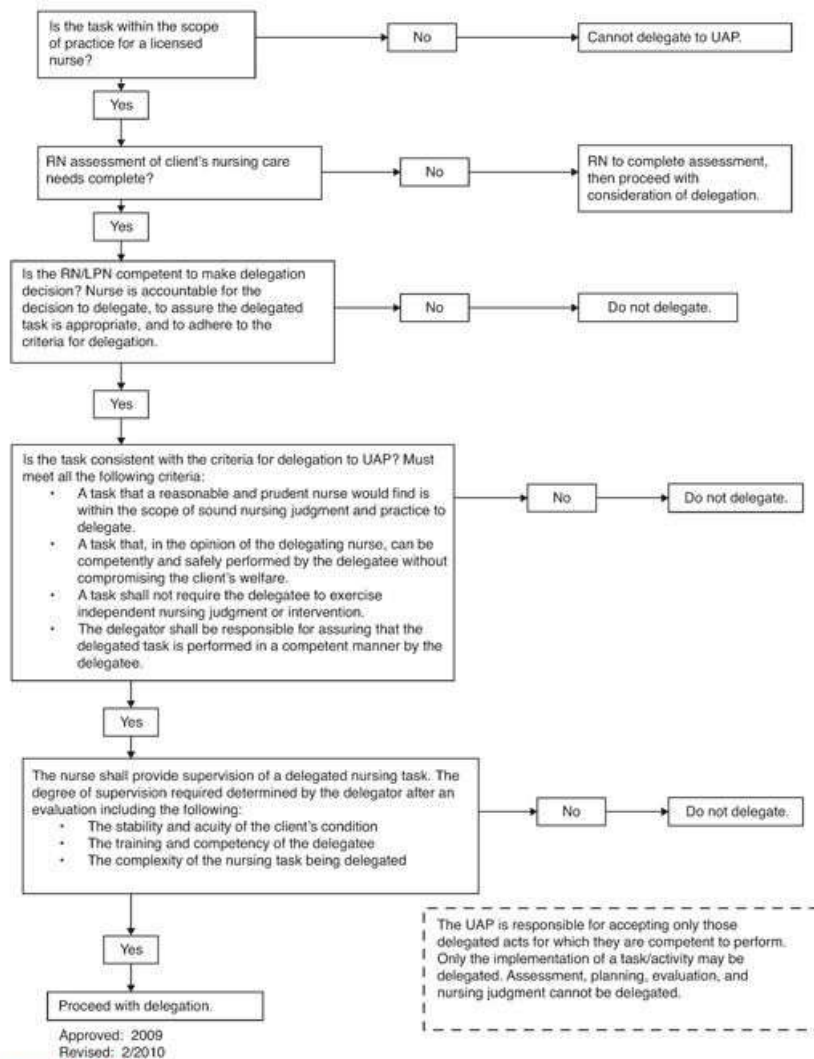 Is the task within the scope
of practice for a licensed
nurse?
No
Cannot delegate to UAP.
Yes
RN assessment of client's nursing care
needs complete?
No
RN to complete assessment,
then proceed with
consideration of delegation.
Yes
Is the RN/LPN competent to make delegation
decision? Nurse is accountable for the
decision to delegate, to assure the delegated
task is appropriate, and to adhere to the
criteria for delegation.
No
Do not delegate.
Yes
Is the task consistent with the criteria for delegation to UAP? Must
meet all the following criteria:
• A task that a reasonable and prudent nurse would find is
within the scope of sound nursing judgment and practice to
delegate.
• A task that, in the opinion of the delegating nurse, can be
competently and safely performed by the delegatee without
compromising the client's welfare.
• A task shall not require the delegatee to exercise
independent nursing judgment or intervention.
• The delegator shall be responsible for assuring that the
delegated task is performed in a competent manner by the
delegatee.
No
Do not delegate.
Yes
The nurse shall provide supervision of a delegated nursing task. The
degree of supervision required determined by the delegator after an
evaluation including the following:
• The stability and acuity of the client's condition
• The training and competency of the delegatee
• The complexity of the nursing task being delegated
No
Do not delegate.
Yes
Proceed with delegation.
Approved: 2009
Revised: 2/2010
The UAP is responsible for accepting only those
delegated acts for which they are competent to perform.
Only the implementation of a task/activity may be
delegated. Assessment, planning, evaluation, and
nursing judgment cannot be delegated.